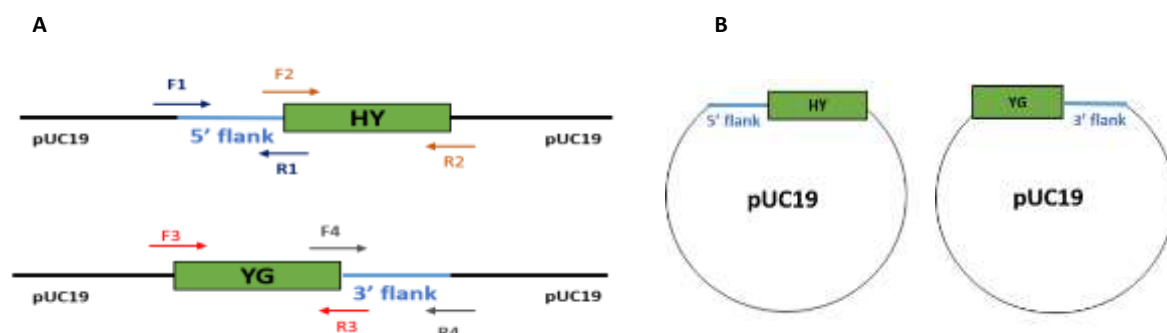 A
B
F1
F2
HY
pUC19
5’ flank
pUC19
R1
R2
F3
F4
YG
pUC19
3’ flank
pUC19
R3
R4
HY
5’ flank
pUC19
YG
3’ flank
pUC19